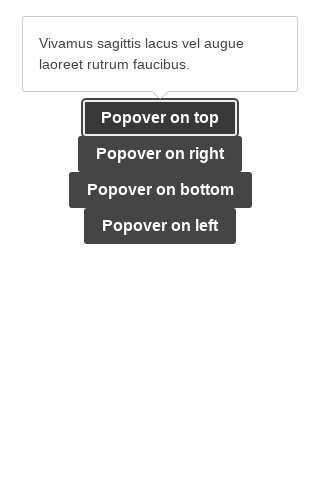 Vivamus sagittis lacus vel augue
laoreet rutrum faucibus.
Popover on top
Popover on right
Popover on bottom
Popover on left